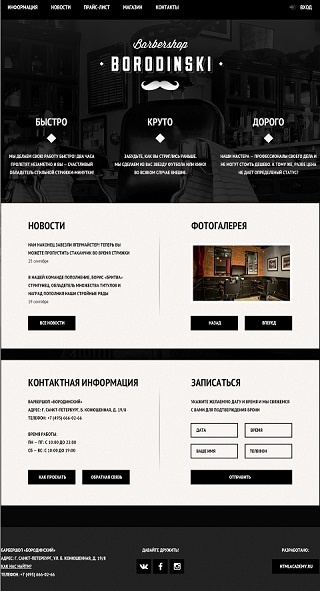 ИНФОРМАЦИЯ НОВОСТИ ПРАЙС-ЛИСТ МАГАЗИН КОНТАКТЫ ВХОД
Barbershop
BORODINSKI
БЫСТРО
МЫ ДЕЛАЕМ СВОЮ РАБОТУ БЫСТРО! ДВА ЧАСА
ПРОЛЕТЯТ НЕЗАМЕТНО И ВЫ — СЧАСТЛИВЫЙ
ОБЛАДАТЕЛЬ СТИЛЬНОЙ СТРИЖКИ-МИНУТКИ!
КРУТО
ЗАБУДЬТЕ, КАК ВЫ СТРИГЛИСЬ РАНЬШЕ.
МЫ СДЕЛАЕМ ИЗ ВАС ЗВЕЗДУ ФУТБОЛА ИЛИ КИНО!
ВО ВСЯКОМ СЛУЧАЕ ВНЕШНЕ.
ДОРОГО
НАШИ МАСТЕРА — ПРОФЕССИОНАЛЫ СВОЕГО ДЕЛА И
НЕ МОГУТ СТОИТЬ ДЕШЕВО. К ТОМУ ЖЕ, РАЗВЕ ЦЕНА
НЕ ДАЕТ ОПРЕДЕЛЕННЫЙ СТАТУС?
НОВОСТИ
НАМ НАКОНЕЦ ЗАВЕЗЛИ ЯГЕРМАЙСТЕР! ТЕПЕРЬ ВЫ
МОЖЕТЕ ПРОПУСТИТЬ СТАКАНЧИК ВО ВРЕМЯ СТРИЖКИ
25 сентября
В НАШЕЙ КОМАНДЕ ПОПОЛНЕНИЕ, БОРИС «БРИТВА»
СТРИГУНЕЦ, ОБЛАДАТЕЛЬ МНОЖЕСТВА ТИТУЛОВ И
НАГРАД ПОПОЛНИЛ НАШИ СТРОЙНЫЕ РЯДЫ
19 сентября
ВСЕ НОВОСТИ
ФОТОГАЛЕРЕЯ
НАЗАД ВПЕРЕД
КОНТАКТНАЯ ИНФОРМАЦИЯ
БАРБЕРШОП «БОРОДИНСКИЙ»
АДРЕС: Г. САНКТ-ПЕТЕРБУРГ, Б. КОНЮШЕННАЯ, Д. 19/8
ТЕЛЕФОН: +7 (495) 666-02-66
ВРЕМЯ РАБОТЫ:
ПН — ПТ: С 10:00 ДО 22:00
СБ — ВС: С 10:00 ДО 19:00
КАК ПРОЕХАТЬ ОБРАТНАЯ СВЯЗЬ
ЗАПИСАТЬСЯ
УКАЖИТЕ ЖЕЛАЕМУЮ ДАТУ И ВРЕМЯ И МЫ СВЯЖЕМСЯ
С ВАМИ ДЛЯ ПОДТВЕРЖДЕНИЯ БРОНИ
ДАТА ВРЕМЯ
ВАШЕ ИМЯ ТЕЛЕФОН
ОТПРАВИТЬ
БАРБЕРШОП «БОРОДИНСКИЙ»
АДРЕС: Г. САНКТ-ПЕТЕРБУРГ, УЛ. Б. КОНЮШЕННАЯ, Д. 19/8
КАК НАС НАЙТИ?
ТЕЛЕФОН: +7 (495) 666-02-66
ДАВАЙТЕ ДРУЖИТЬ!
РАЗРАБОТАНО:
HTMLACADEMY.RU